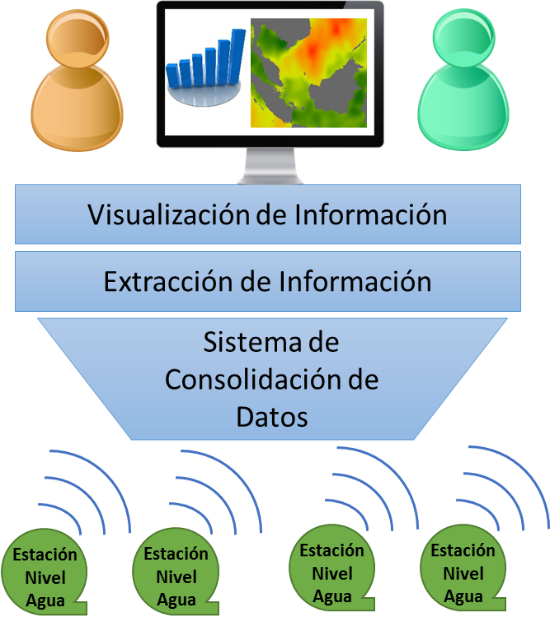 Visualización de Información
Extracción de Información
Sistema de
Consolidación de
Datos
Estación
Nivel
Agua
Estación
Nivel
Agua
Estación
Nivel
Agua
Estación
Nivel
Agua